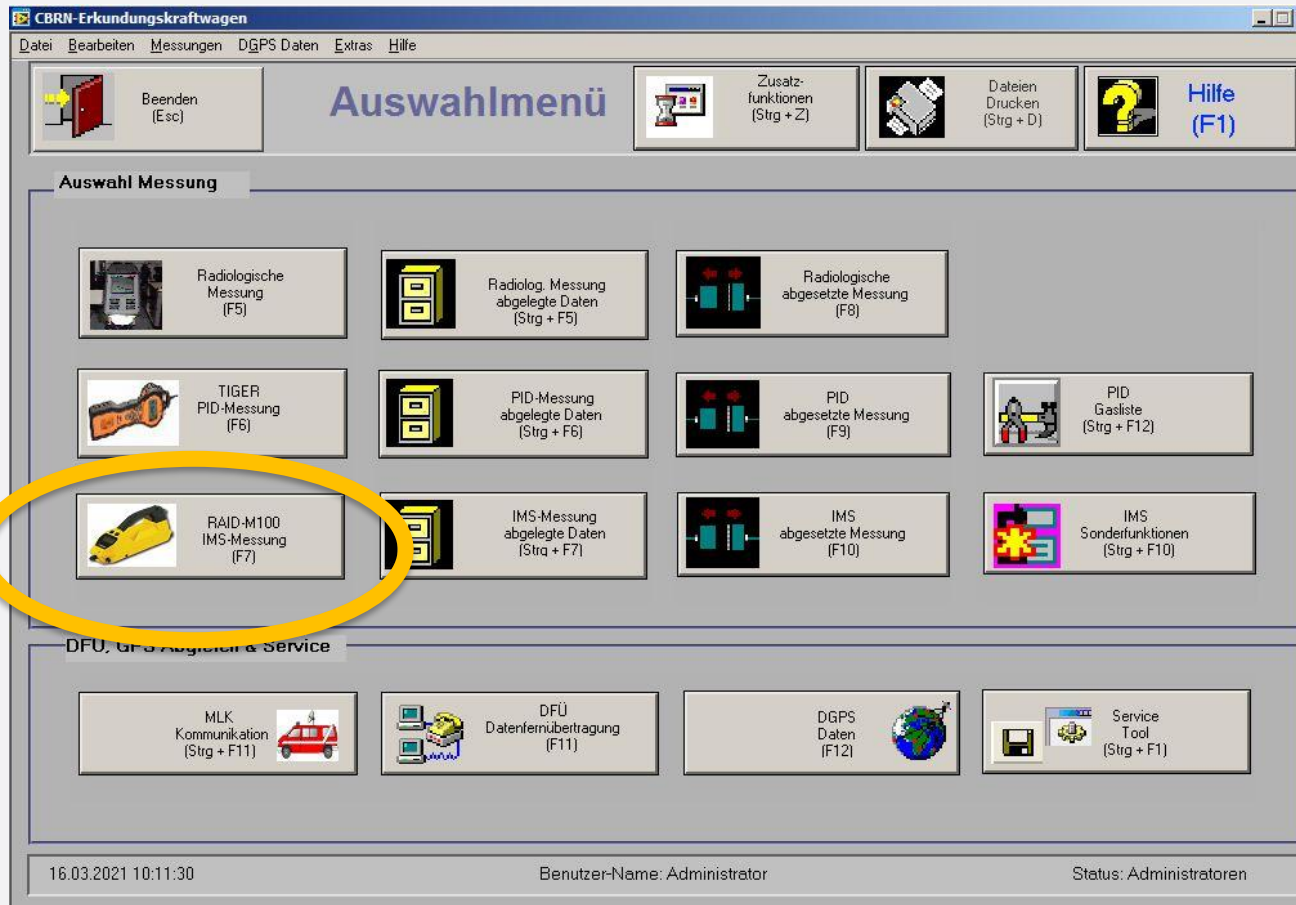 CBRN-Erkundungskraftwagen
Datei Bearbeiten Messungen DGPS Daten Extras Hilfe
Beenden
(Esc)
Auswahlmenü
Zusatz-
funktionen
(Strg + Z)
Dateien
Drucken
(Strg + D)
Hilfe
(F1)
Auswahl Messung
Radiologische
Messung
(F5)
Radiolog. Messung
abgelegte Daten
(Strg + F5)
Radiologische
abgesetzte Messung
(F8)
TIGER
PID-Messung
(F6)
PID-Messung
abgelegte Daten
(Strg + F6)
PID
abgesetzte Messung
(F9)
PID
Gasliste
(Strg + F12)
RAID-M100
IMS-Messung
(F7)
IMS-Messung
abgelegte Daten
(Strg + F7)
IMS
abgesetzte Messung
(F10)
IMS
Sonderfunktionen
(Strg + F10)
DFÜ, GPS Abgleich & Service
MLK
Kommunikation
(Strg + F11)
DFÜ
Datenfernübertragung
(F11)
DGPS
Daten
(F12)
Service
Tool
(Strg + F1)
16.03.2021 10:11:30 Benutzer-Name: Administrator Status: Administratoren